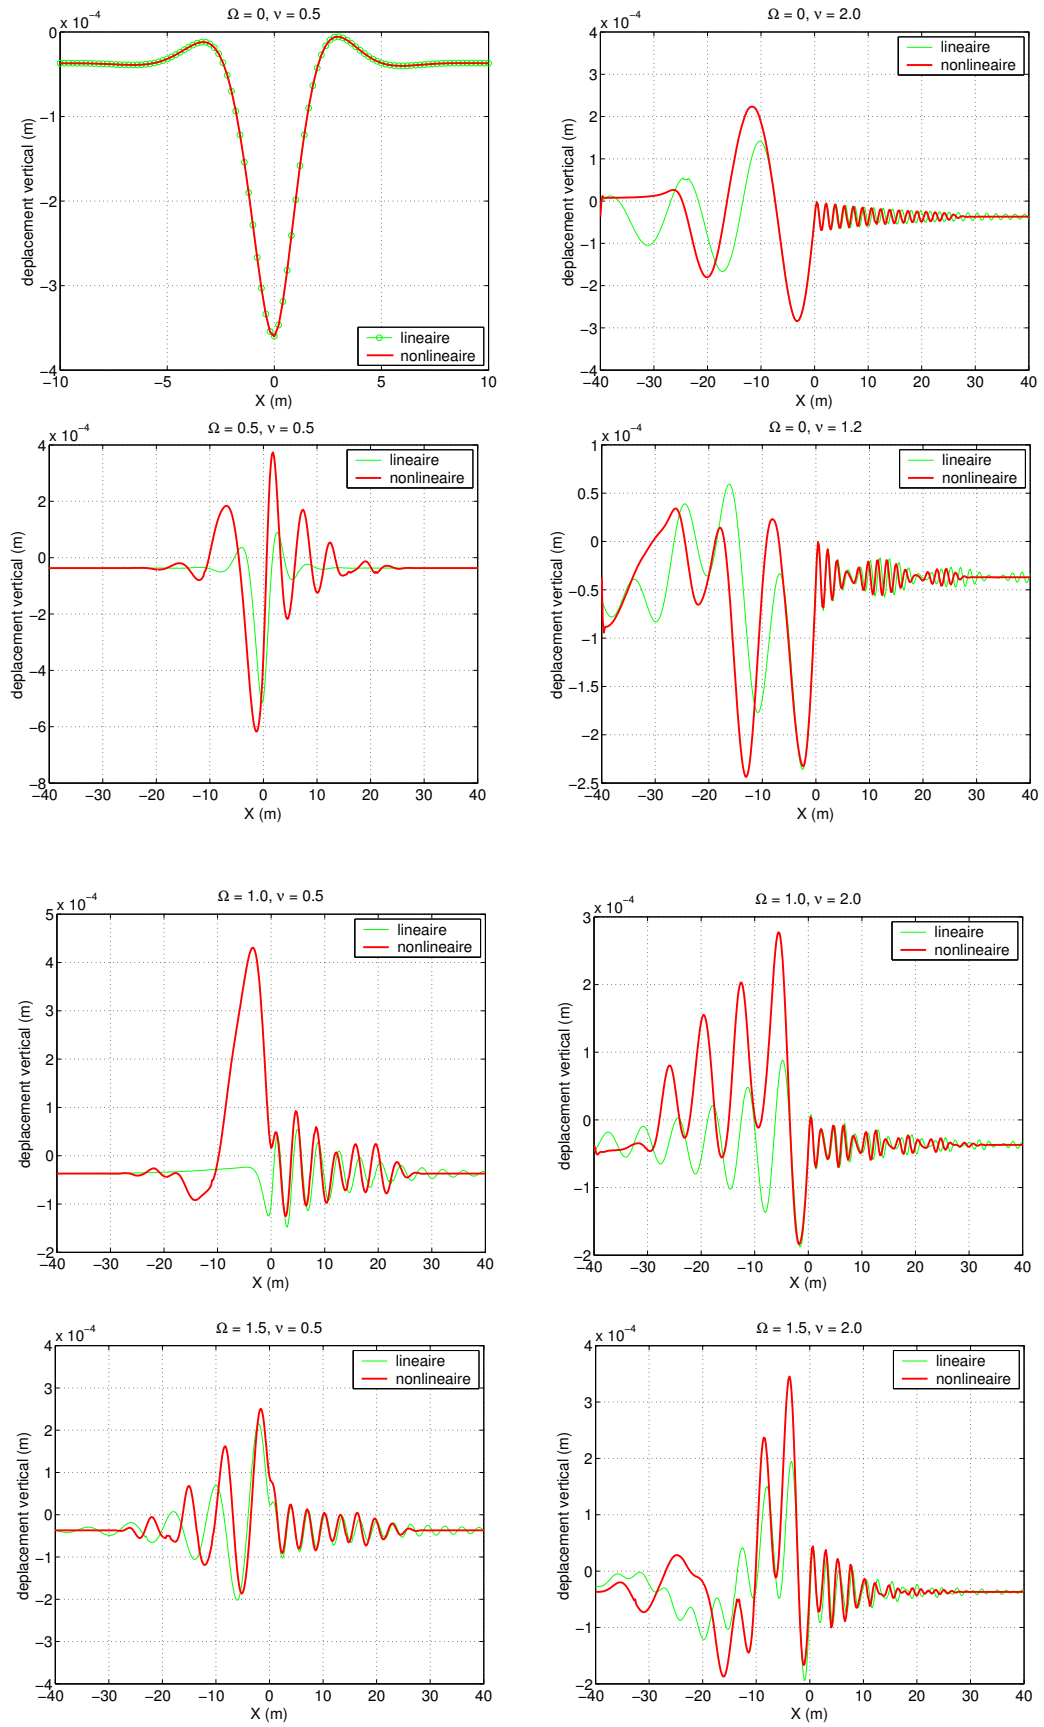 Ω = 0, ν = 0.5
x 10⁻⁴
0
−1
−2
−3
−4
−10
−5
0
5
10
deplacement vertical (m)
X (m)
lineaire
nonlineaire
Ω = 0, ν = 2.0
x 10⁻⁴
4
3
2
1
0
−1
−2
−3
−4
−40
−30
−20
−10
0
10
20
30
40
deplacement vertical (m)
X (m)
lineaire
nonlineaire
Ω = 0.5, ν = 0.5
x 10⁻⁴
4
2
0
−2
−4
−6
−8
−40
−30
−20
−10
0
10
20
30
40
deplacement vertical (m)
X (m)
lineaire
nonlineaire
Ω = 0, ν = 1.2
x 10⁻⁴
1
0.5
0
−0.5
−1
−1.5
−2
−2.5
−40
−30
−20
−10
0
10
20
30
40
deplacement vertical (m)
X (m)
lineaire
nonlineaire
Ω = 1.0, ν = 0.5
x 10⁻⁴
5
4
3
2
1
0
−1
−2
−40
−30
−20
−10
0
10
20
30
40
deplacement vertical (m)
X (m)
lineaire
nonlineaire
Ω = 1.0, ν = 2.0
x 10⁻⁴
3
2
1
0
−1
−2
−40
−30
−20
−10
0
10
20
30
40
deplacement vertical (m)
X (m)
lineaire
nonlineaire
Ω = 1.5, ν = 0.5
x 10⁻⁴
4
3
2
1
0
−1
−2
−3
−4
−40
−30
−20
−10
0
10
20
30
40
deplacement vertical (m)
X (m)
lineaire
nonlineaire
Ω = 1.5, ν = 2.0
x 10⁻⁴
4
3
2
1
0
−1
−2
−40
−30
−20
−10
0
10
20
30
40
deplacement vertical (m)
X (m)
lineaire
nonlineaire